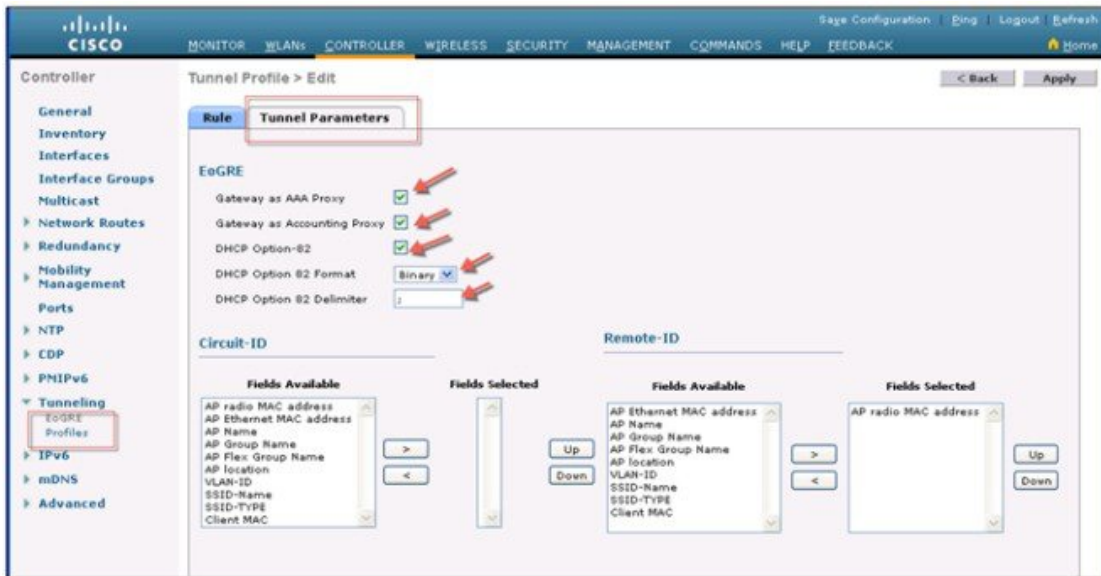 Save Configuration | Ping | Logout | Refresh
CISCO
MONITOR WLANs CONTROLLER WIRELESS SECURITY MANAGEMENT COMMANDS HELP FEEDBACK
Home
Controller
General
Inventory
Interfaces
Interface Groups
Multicast
Network Routes
Redundancy
Mobility Management
Ports
NTP
CDP
PMIPv6
Tunneling
EoGRE
Profiles
IPv6
mDNS
Advanced
Tunnel Profile > Edit
< Back
Apply
Rule
Tunnel Parameters
EoGRE
Gateway as AAA Proxy
Gateway as Accounting Proxy
DHCP Option-82
DHCP Option 82 Format
Binary
DHCP Option 82 Delimiter
;
Circuit-ID
Fields Available
AP radio MAC address
AP Ethernet MAC address
AP Name
AP Group Name
AP Flex Group Name
AP location
VLAN-ID
SSID-Name
SSID-TYPE
Client MAC
>
<
Fields Selected
Up
Down
Remote-ID
Fields Available
AP Ethernet MAC address
AP Name
AP Group Name
AP Flex Group Name
AP location
VLAN-ID
SSID-Name
SSID-TYPE
Client MAC
>
<
Fields Selected
AP radio MAC address
Up
Down